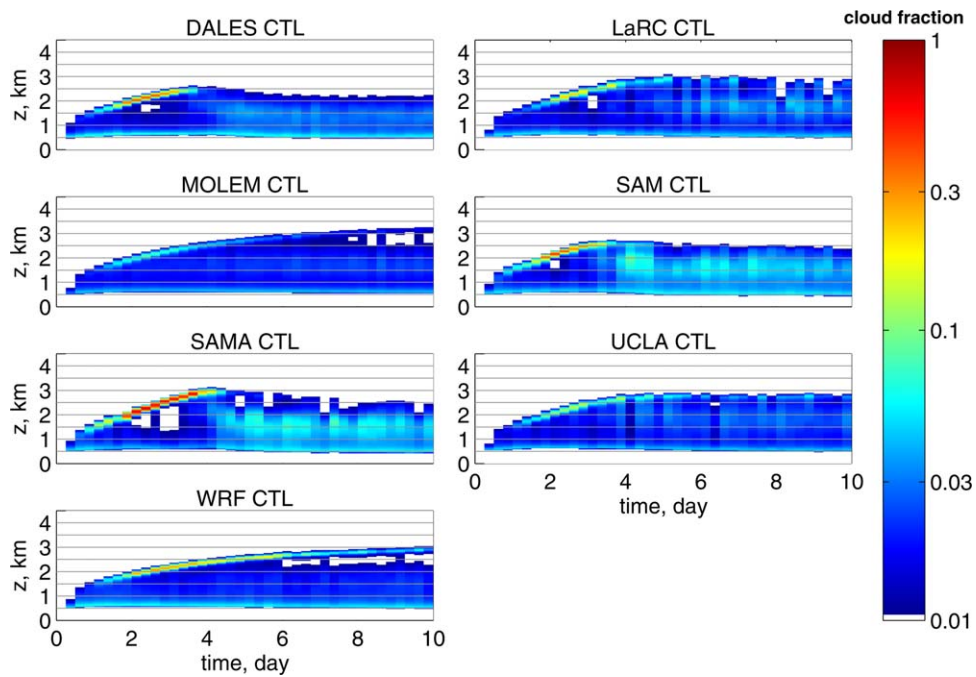 DALES CTL
z, km
4
3
2
1
0
LaRC CTL
4
3
2
1
0
MOLEM CTL
z, km
4
3
2
1
0
SAM CTL
4
3
2
1
0
SAMA CTL
z, km
4
3
2
1
0
UCLA CTL
4
3
2
1
0
0 2 4 6 8 10
time, day
WRF CTL
z, km
4
3
2
1
0
0 2 4 6 8 10
time, day
cloud fraction
1
0.3
0.1
0.03
0.01